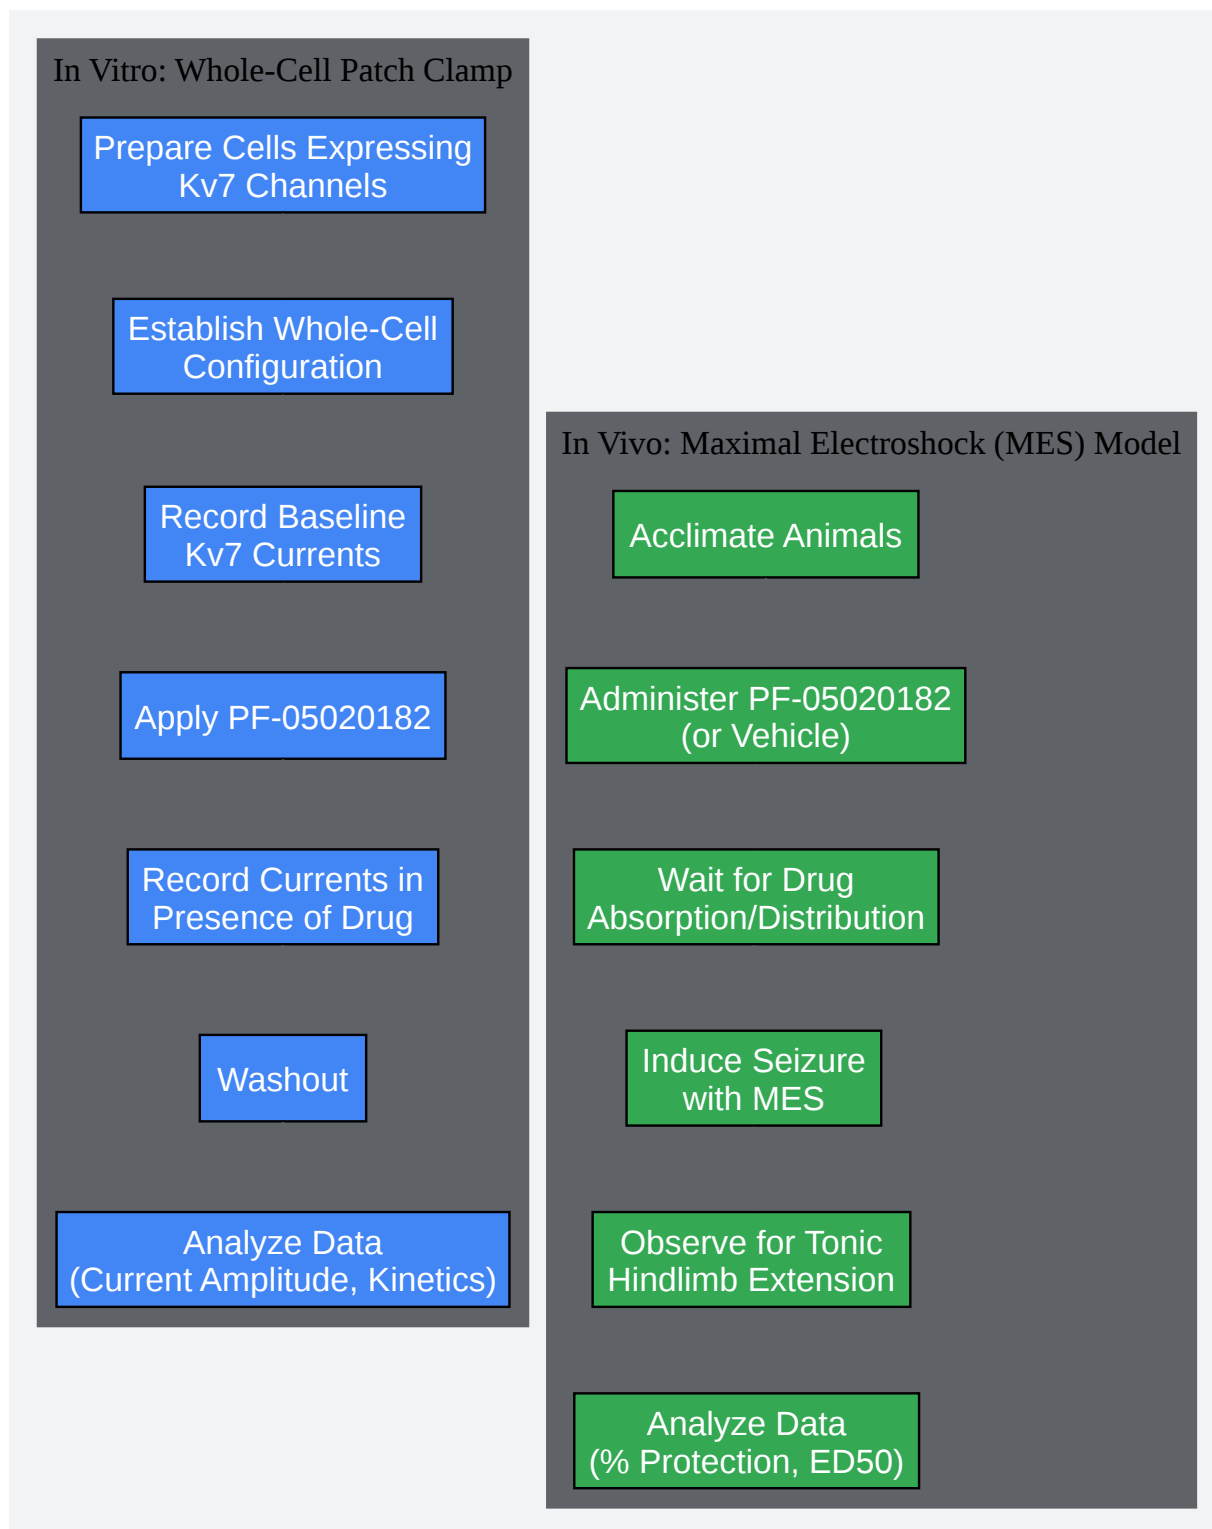 In Vitro: Whole-Cell Patch Clamp
Prepare Cells Expressing
Kv7 Channels
Establish Whole-Cell
Configuration
Record Baseline
Kv7 Currents
Apply PF-05020182
Record Currents in
Presence of Drug
Washout
Analyze Data
(Current Amplitude, Kinetics)
In Vivo: Maximal Electroshock (MES) Model
Acclimate Animals
Administer PF-05020182
(or Vehicle)
Wait for Drug
Absorption/Distribution
Induce Seizure
with MES
Observe for Tonic
Hindlimb Extension
Analyze Data
(% Protection, ED50)